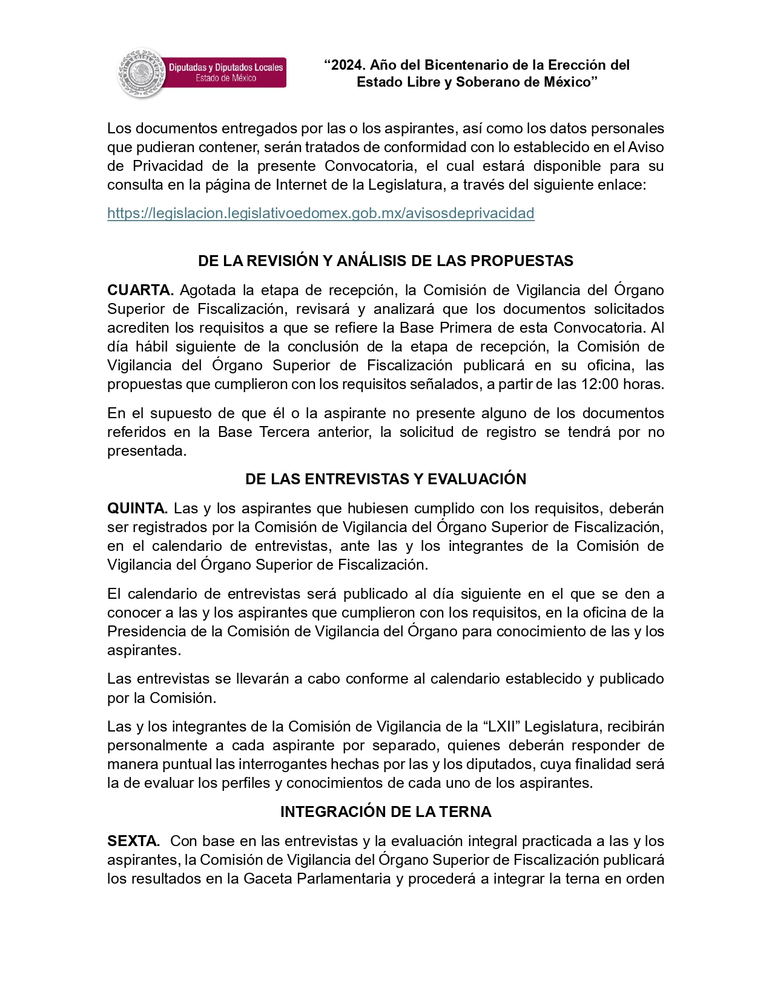 Diputadas y Diputados Locales
Estado de México
“2024. Año del Bicentenario de la Erección del
Estado Libre y Soberano de México”
Los documentos entregados por las o los aspirantes, así como los datos personales
que pudieran contener, serán tratados de conformidad con lo establecido en el Aviso
de Privacidad de la presente Convocatoria, el cual estará disponible para su
consulta en la página de Internet de la Legislatura, a través del siguiente enlace:
https://legislacion.legislativoedomex.gob.mx/avisosdeprivacidad
DE LA REVISIÓN Y ANÁLISIS DE LAS PROPUESTAS
CUARTA. Agotada la etapa de recepción, la Comisión de Vigilancia del Órgano
Superior de Fiscalización, revisará y analizará que los documentos solicitados
acrediten los requisitos a que se refiere la Base Primera de esta Convocatoria. Al
día hábil siguiente de la conclusión de la etapa de recepción, la Comisión de
Vigilancia del Órgano Superior de Fiscalización publicará en su oficina, las
propuestas que cumplieron con los requisitos señalados, a partir de las 12:00 horas.
En el supuesto de que él o la aspirante no presente alguno de los documentos
referidos en la Base Tercera anterior, la solicitud de registro se tendrá por no
presentada.
DE LAS ENTREVISTAS Y EVALUACIÓN
QUINTA. Las y los aspirantes que hubiesen cumplido con los requisitos, deberán
ser registrados por la Comisión de Vigilancia del Órgano Superior de Fiscalización,
en el calendario de entrevistas, ante las y los integrantes de la Comisión de
Vigilancia del Órgano Superior de Fiscalización.
El calendario de entrevistas será publicado al día siguiente en el que se den a
conocer a las y los aspirantes que cumplieron con los requisitos, en la oficina de la
Presidencia de la Comisión de Vigilancia del Órgano para conocimiento de las y los
aspirantes.
Las entrevistas se llevarán a cabo conforme al calendario establecido y publicado
por la Comisión.
Las y los integrantes de la Comisión de Vigilancia de la “LXII” Legislatura, recibirán
personalmente a cada aspirante por separado, quienes deberán responder de
manera puntual las interrogantes hechas por las y los diputados, cuya finalidad será
la de evaluar los perfiles y conocimientos de cada uno de los aspirantes.
INTEGRACIÓN DE LA TERNA
SEXTA. Con base en las entrevistas y la evaluación integral practicada a las y los
aspirantes, la Comisión de Vigilancia del Órgano Superior de Fiscalización publicará
los resultados en la Gaceta Parlamentaria y procederá a integrar la terna en orden